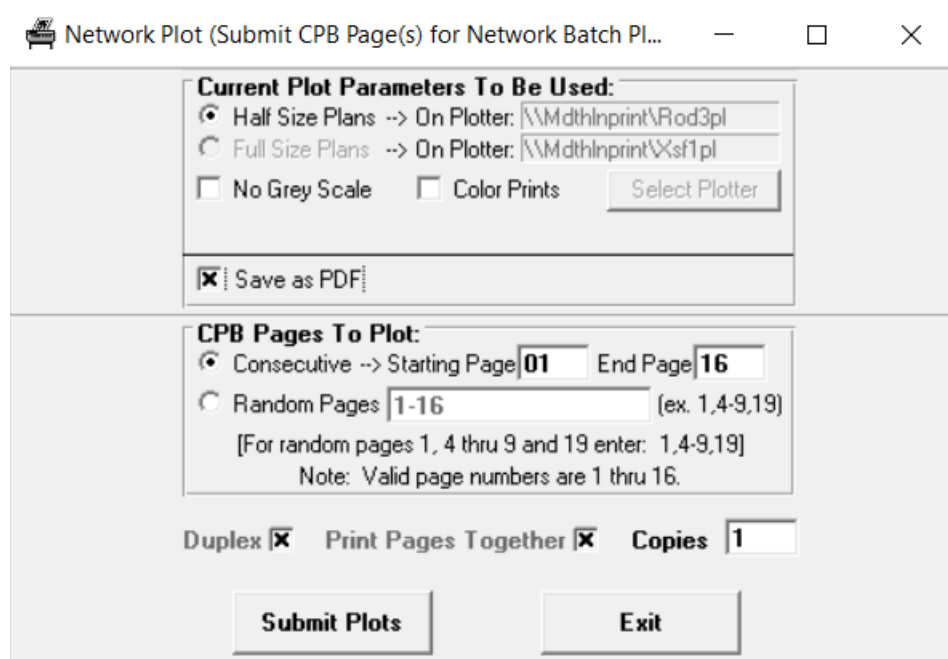 Network Plot (Submit CPB Page(s) for Network Batch Pl...
Current Plot Parameters To Be Used:
Half Size Plans --> On Plotter: \\Mdthlnprint\Rod3pl
Full Size Plans --> On Plotter: \\Mdthlnprint\Xsf1pl
No Grey Scale Color Prints Select Plotter
Save as PDF
CPB Pages To Plot:
Consecutive --> Starting Page 01 End Page 16
Random Pages 1-16 (ex. 1,4-9,19)
[For random pages 1, 4 thru 9 and 19 enter: 1,4-9,19]
Note: Valid page numbers are 1 thru 16.
Duplex Print Pages Together Copies 1
Submit Plots Exit